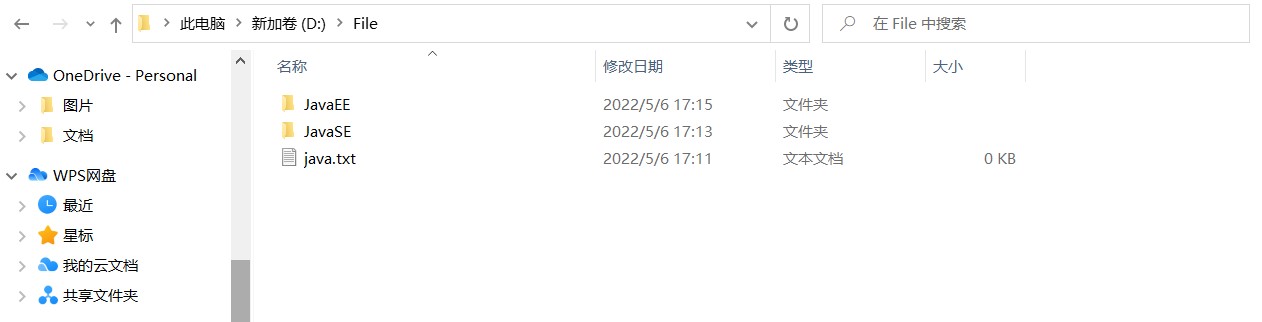 此电脑 新加卷 (D:) File
在 File 中搜索
OneDrive - Personal
图片
文档
WPS网盘
最近
星标
我的云文档
共享文件夹
名称 修改日期 类型 大小
JavaEE 2022/5/6 17:15 文件夹
JavaSE 2022/5/6 17:13 文件夹
java.txt 2022/5/6 17:11 文本文档 0 KB